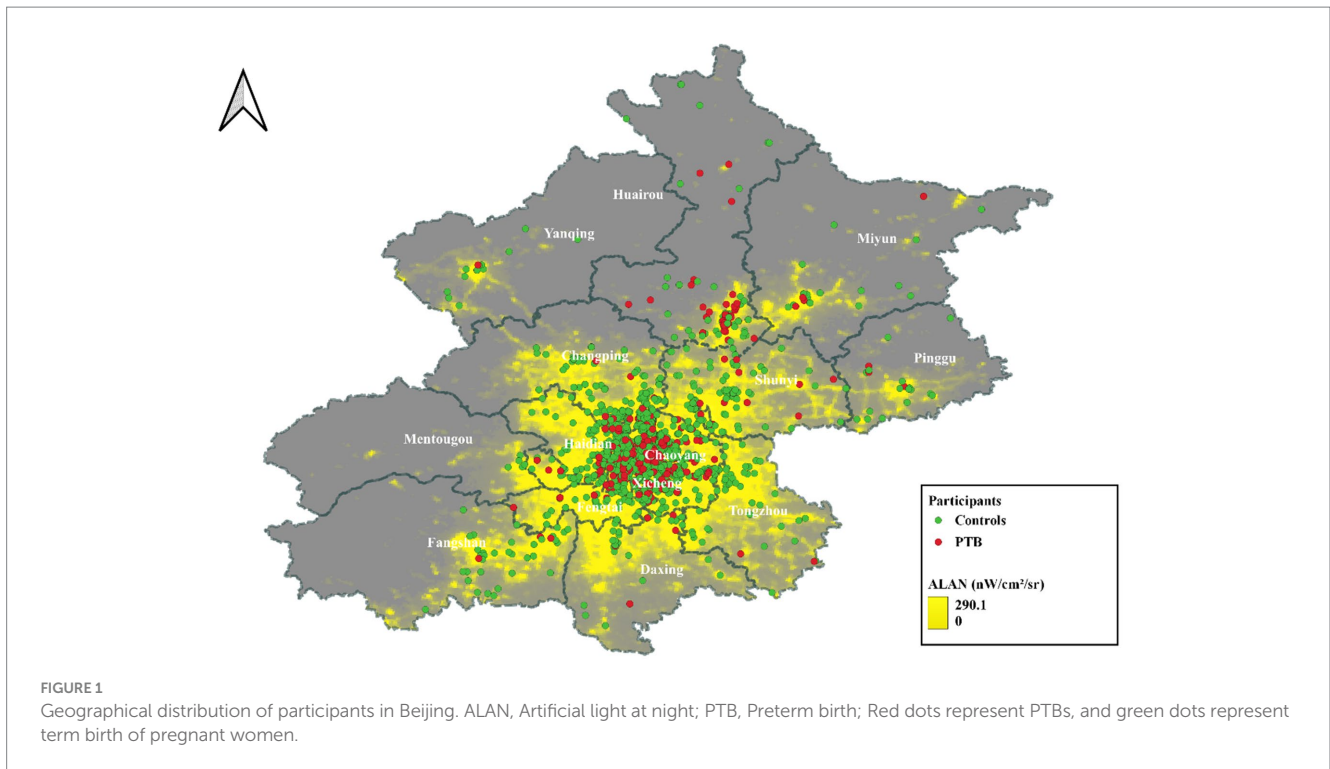 Huairou
Yanqing
Miyun
Changping
Pinggu
Shunyi
Mentougou
Haidian
Chaoyang
Xicheng
Fengtai
Tongzhou
Fangshan
Daxing
Participants
Controls
PTB
ALAN (nW/cm²/sr)
290.1
0
FIGURE 1
Geographical distribution of participants in Beijing. ALAN, Artificial light at night; PTB, Preterm birth; Red dots represent PTBs, and green dots represent
term birth of pregnant women.